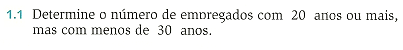 1.1 Determine o número de empregados com 20 anos ou mais,
mas com menos de 30 anos.